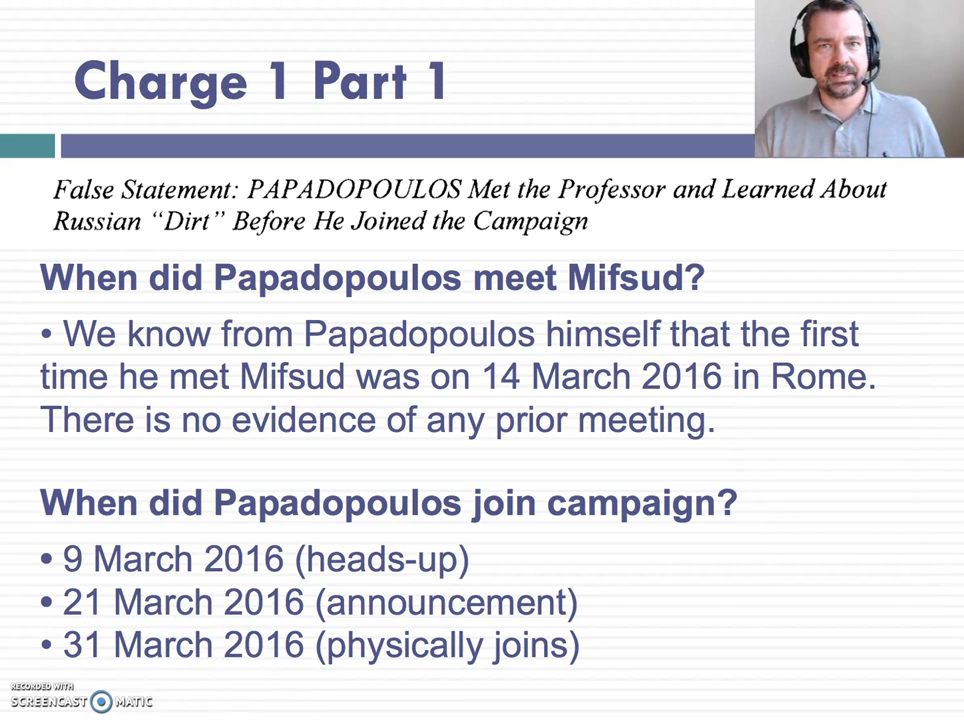 Charge 1 Part 1
False Statement: PAPADOPOULOS Met the Professor and Learned About
Russian “Dirt” Before He Joined the Campaign
When did Papadopoulos meet Mifsud?
• We know from Papadopoulos himself that the first
time he met Mifsud was on 14 March 2016 in Rome.
There is no evidence of any prior meeting.
When did Papadopoulos join campaign?
• 9 March 2016 (heads-up)
• 21 March 2016 (announcement)
• 31 March 2016 (physically joins)
RECORDED WITH
SCREENCAST MATIC